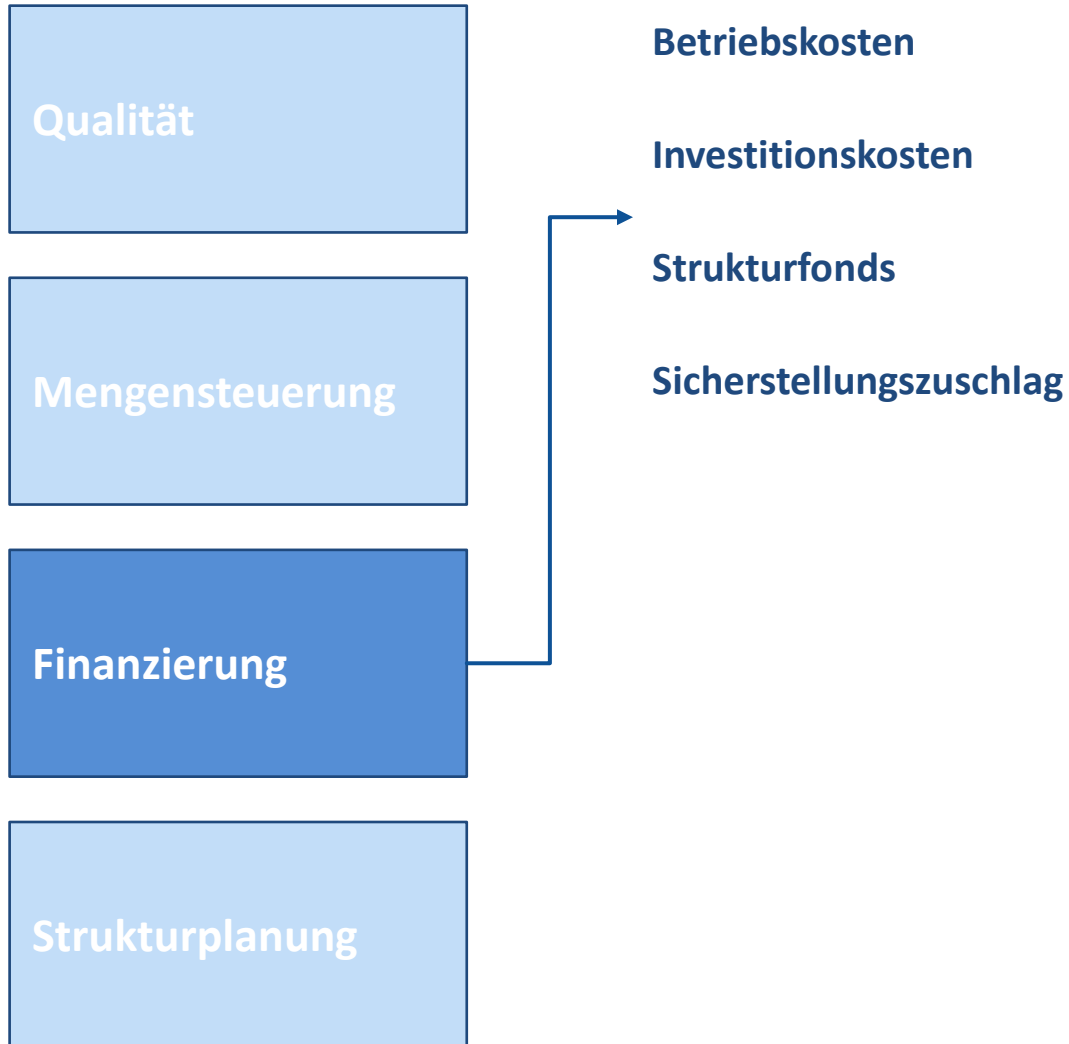 Qualität
Mengensteuerung
Finanzierung
Strukturplanung
Betriebskosten
Investitionskosten
Strukturfonds
Sicherstellungszuschlag